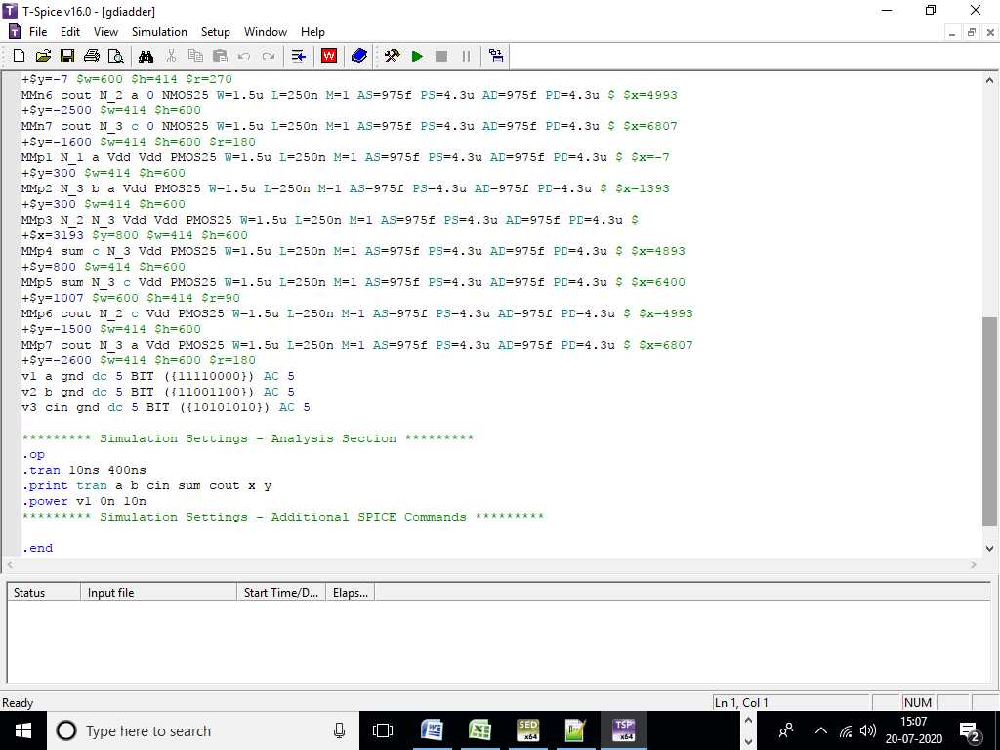 T-Spice v16.0 - [gdiadder]
File Edit View Simulation Setup Window Help
+$y=-7 $w=600 $h=414 $r=270
MMn6 cout N_2 a 0 NMOS25 W=1.5u L=250n M=1 AS=975f PS=4.3u AD=975f PD=4.3u $ $x=4993
+$y=-2500 $w=414 $h=600
MMn7 cout N_3 c 0 NMOS25 W=1.5u L=250n M=1 AS=975f PS=4.3u AD=975f PD=4.3u $ $x=6807
+$y=-1600 $w=414 $h=600 $r=180
MMp1 N_1 a Vdd Vdd PMOS25 W=1.5u L=250n M=1 AS=975f PS=4.3u AD=975f PD=4.3u $ $x=-7
+$y=300 $w=414 $h=600
MMp2 N_3 b a Vdd PMOS25 W=1.5u L=250n M=1 AS=975f PS=4.3u AD=975f PD=4.3u $ $x=1393
+$y=300 $w=414 $h=600
MMp3 N_2 N_3 Vdd Vdd PMOS25 W=1.5u L=250n M=1 AS=975f PS=4.3u AD=975f PD=4.3u $
+$x=3193 $y=800 $w=414 $h=600
MMp4 sum c N_3 Vdd PMOS25 W=1.5u L=250n M=1 AS=975f PS=4.3u AD=975f PD=4.3u $ $x=4893
+$y=800 $w=414 $h=600
MMp5 sum N_3 c Vdd PMOS25 W=1.5u L=250n M=1 AS=975f PS=4.3u AD=975f PD=4.3u $ $x=6400
+$y=1007 $w=600 $h=414 $r=90
MMp6 cout N_2 c Vdd PMOS25 W=1.5u L=250n M=1 AS=975f PS=4.3u AD=975f PD=4.3u $ $x=4993
+$y=-1500 $w=414 $h=600
MMp7 cout N_3 a Vdd PMOS25 W=1.5u L=250n M=1 AS=975f PS=4.3u AD=975f PD=4.3u $ $x=6807
+$y=-2600 $w=414 $h=600 $r=180
v1 a gnd dc 5 BIT ({11110000}) AC 5
v2 b gnd dc 5 BIT ({11001100}) AC 5
v3 cin gnd dc 5 BIT ({10101010}) AC 5
********* Simulation Settings - Analysis Section *********
.op
.tran 10ns 400ns
.print tran a b cin sum cout x y
.power v1 0n 10n
********* Simulation Settings - Additional SPICE Commands *********
.end
Status Input file Start Time/D... Elaps...
Ready Ln 1, Col 1 NUM
Type here to search SED x64 TSP x64 15:07
20-07-2020 2